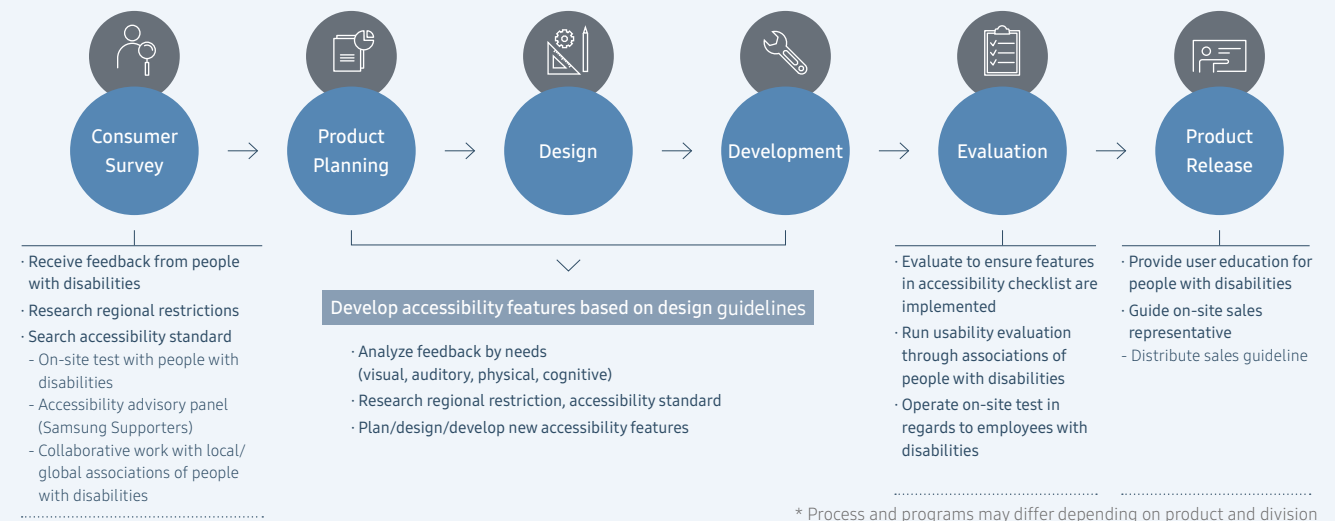 Consumer
Survey
Product
Planning
Design
Development
Evaluation
Product
Release
· Receive feedback from people
with disabilities
· Research regional restrictions
· Search accessibility standard
- On-site test with people with
disabilities
- Accessibility advisory panel
(Samsung Supporters)
- Collaborative work with local/
global associations of people
with disabilities
Develop accessibility features based on design guidelines
· Analyze feedback by needs
(visual, auditory, physical, cognitive)
· Research regional restriction, accessibility standard
· Plan/design/develop new accessibility features
· Evaluate to ensure features
in accessibility checklist are
implemented
· Run usability evaluation
through associations of
people with disabilities
· Operate on-site test in
regards to employees with
disabilities
· Provide user education for
people with disabilities
· Guide on-site sales
representative
- Distribute sales guideline
* Process and programs may differ depending on product and division